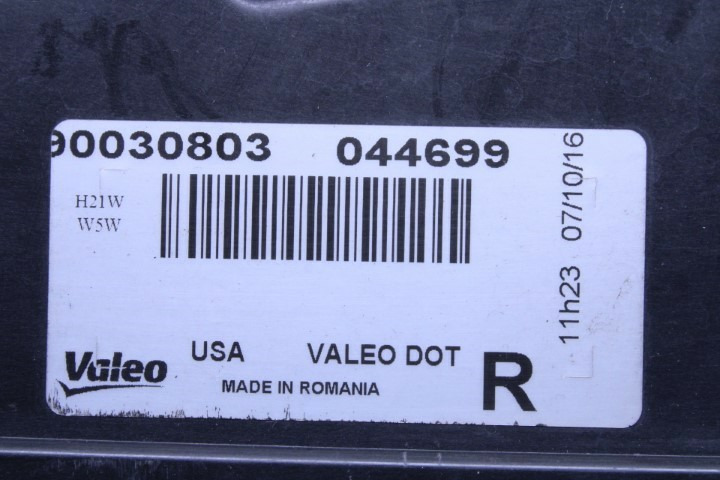 90030803 044699
H21W
W5W
11h23 07/10/16
Valeo USA VALEO DOT R
MADE IN ROMANIA